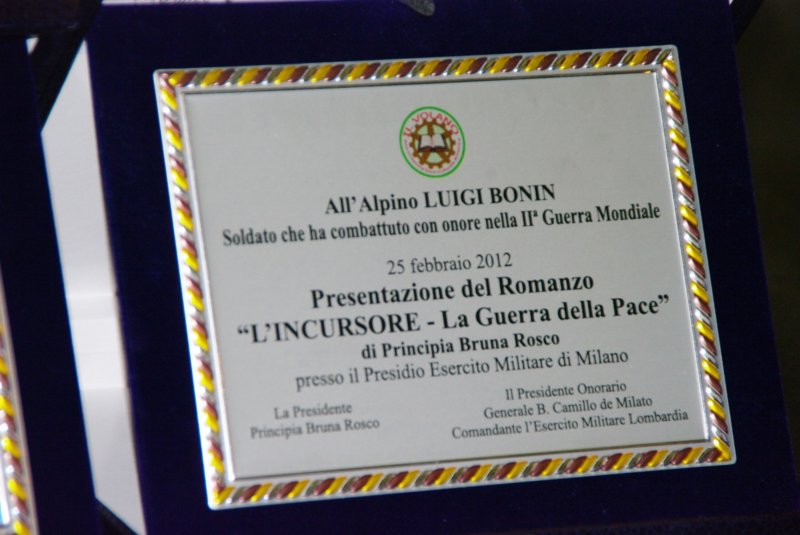 IL VOLANO
All'Alpino LUIGI BONIN
Soldato che ha combattuto con onore nella IIª Guerra Mondiale
25 febbraio 2012
Presentazione del Romanzo
“L'INCURSORE - La Guerra della Pace”
di Principia Bruna Rosco
presso il Presidio Esercito Militare di Milano
La Presidente
Principia Bruna Rosco
Il Presidente Onorario
Generale B. Camillo de Milato
Comandante l'Esercito Militare Lombardia